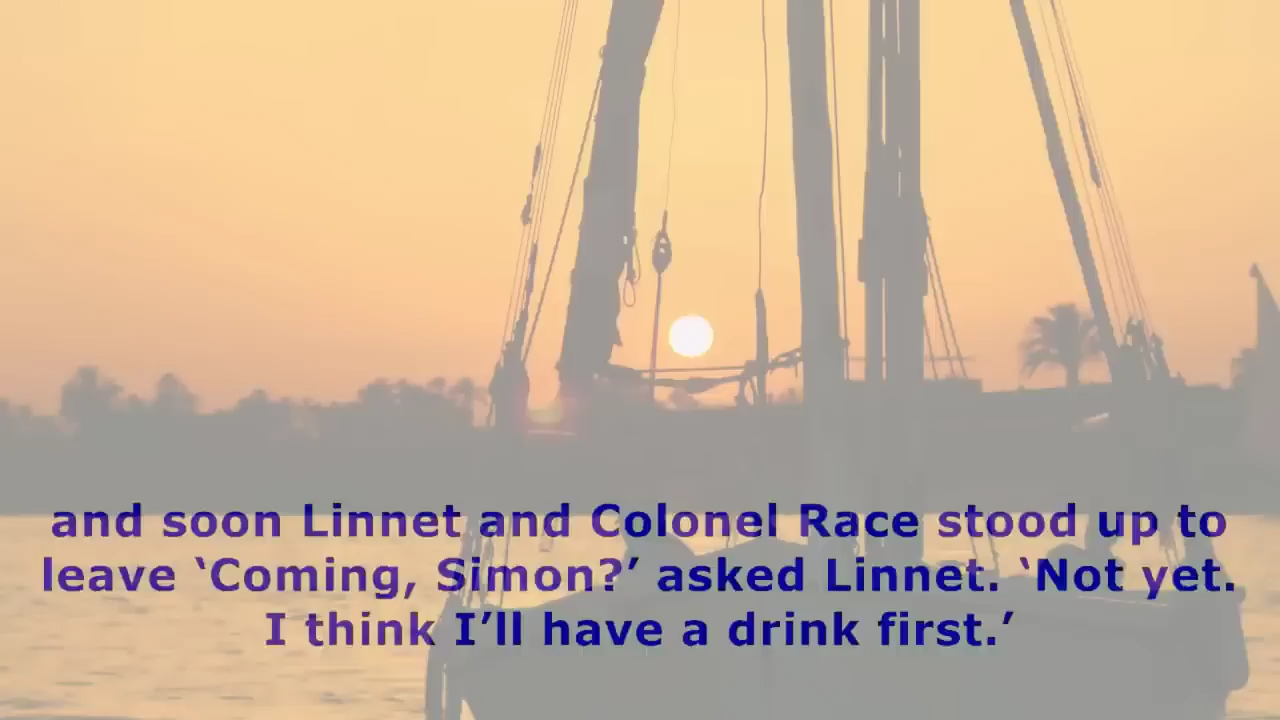 and soon Linnet and Colonel Race stood up to
leave ‘Coming, Simon?’ asked Linnet. ‘Not yet.
I think I’ll have a drink first.’